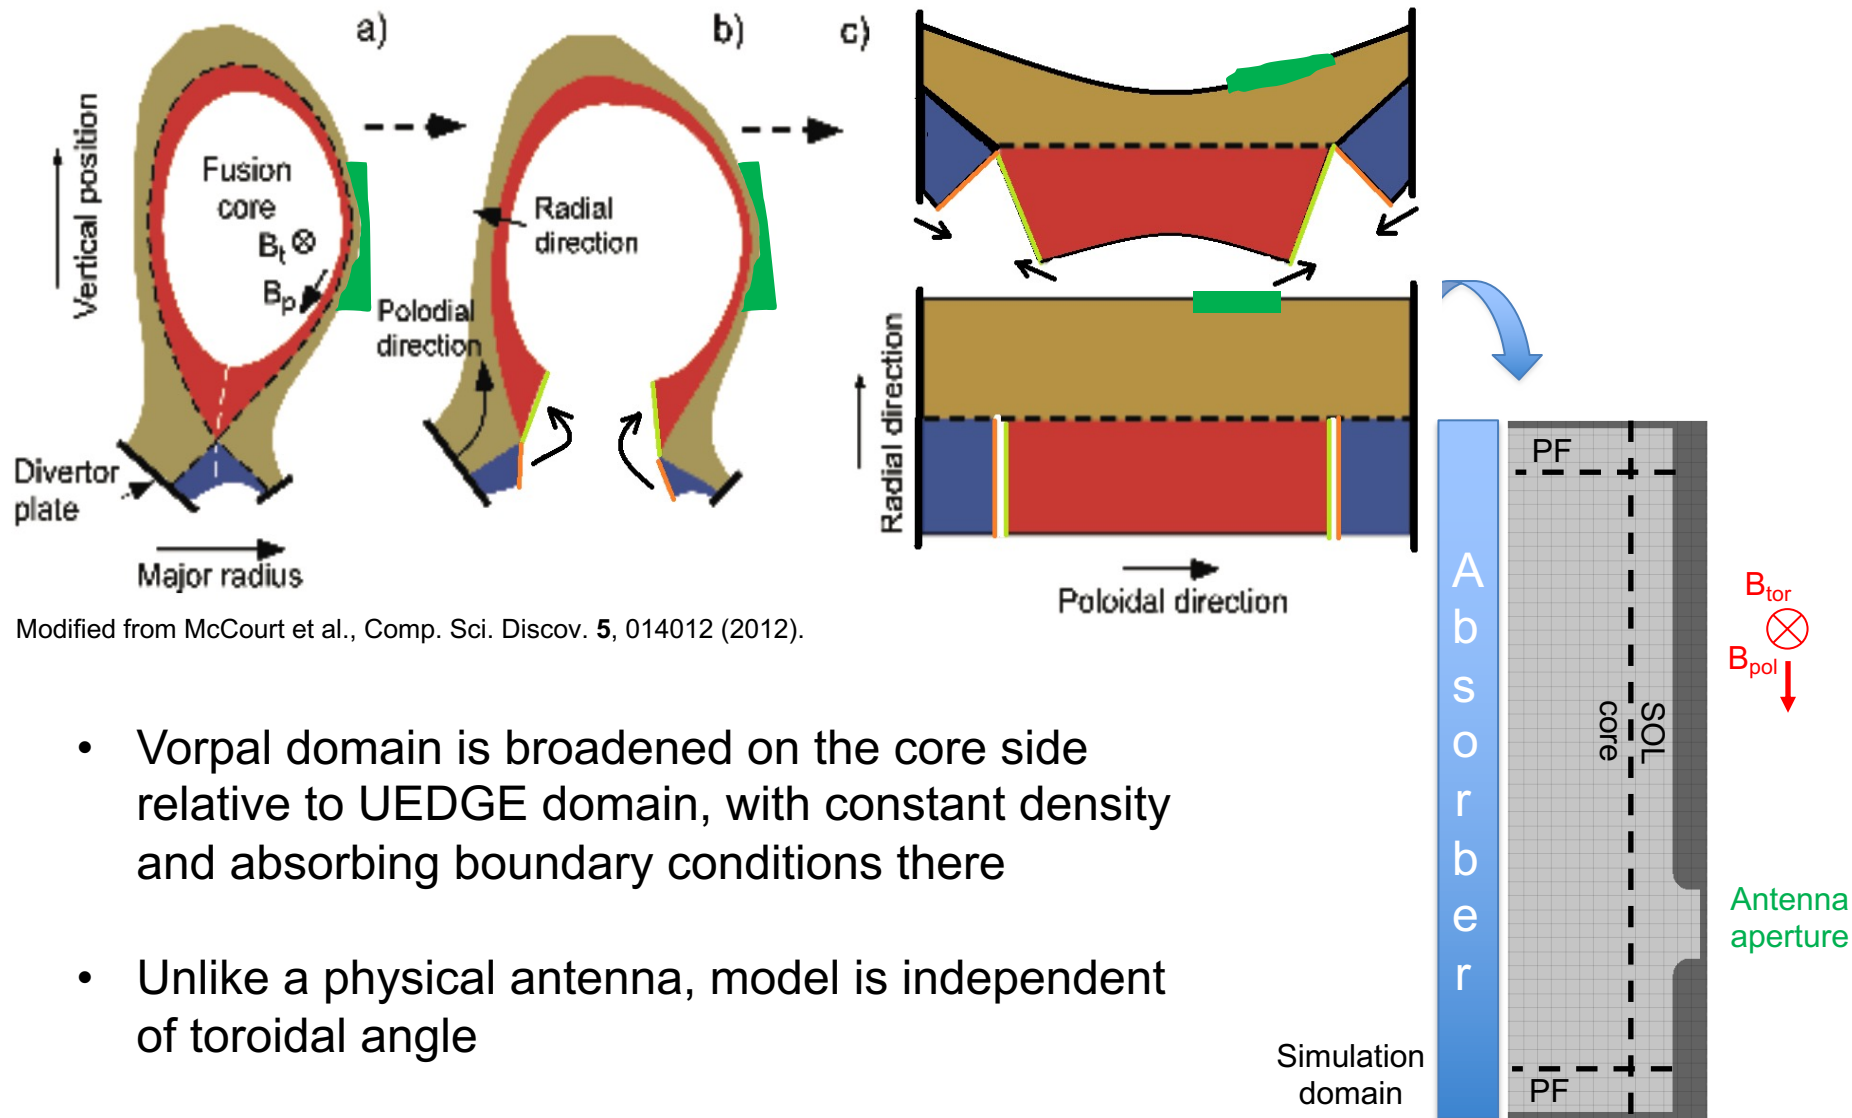 a)
b)
c)
Vertical position
Fusion
core
Bt
Bp
Divertor
plate
Major radius
Radial
direction
Polodial
direction
Radial direction
Poloidal direction
Modified from McCourt et al., Comp. Sci. Discov. 5, 014012 (2012).
• Vorpal domain is broadened on the core side
relative to UEDGE domain, with constant density
and absorbing boundary conditions there
• Unlike a physical antenna, model is independent
of toroidal angle
Absorber
PF
core
SOL
PF
Btor
Bpol
Antenna
aperture
Simulation
domain